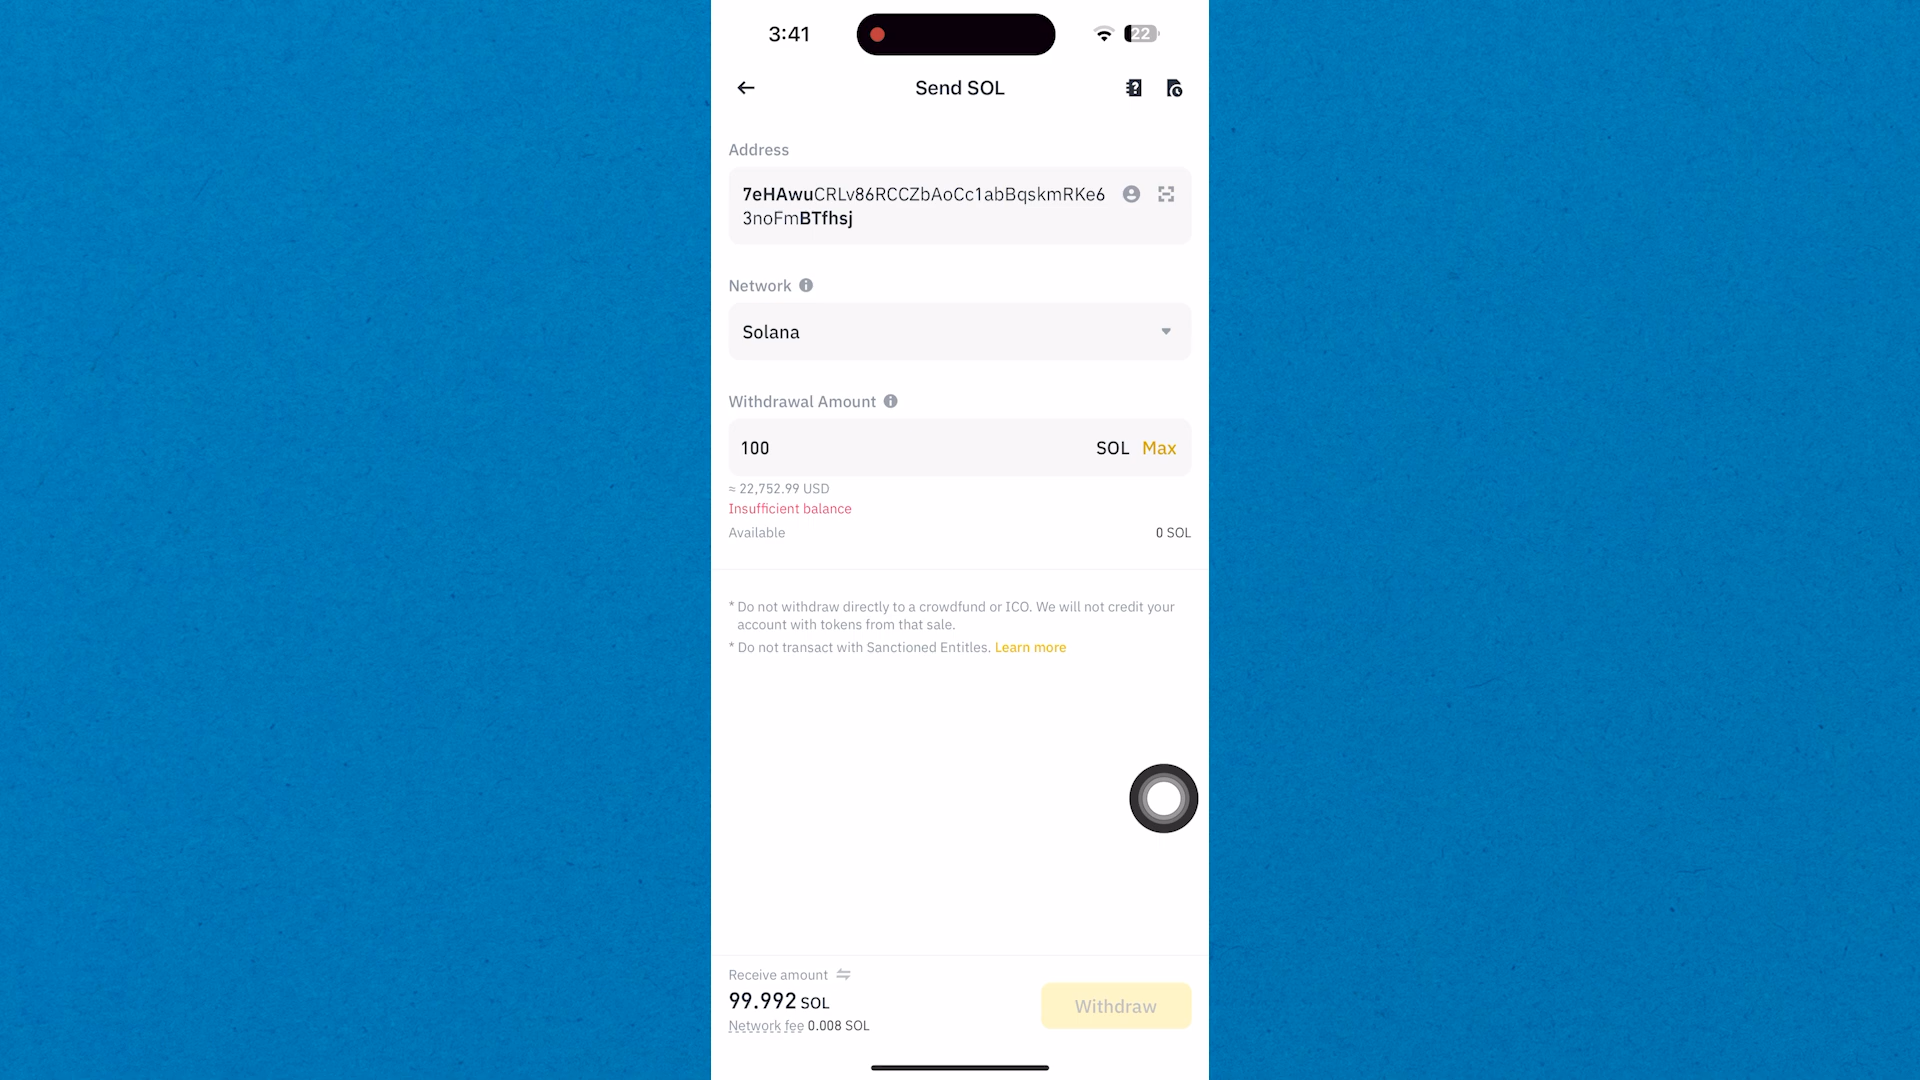 3:41
22
Send SOL
Address
7eHAwuCRLv86RCCZbAoCc1abBqskmRKe6
3noFmBTfhsj
Network
Solana
Withdrawal Amount
100 SOL Max
≈ 22,752.99 USD
Insufficient balance
Available 0 SOL
* Do not withdraw directly to a crowdfund or ICO. We will not credit your
account with tokens from that sale.
* Do not transact with Sanctioned Entitles. Learn more
Receive amount
99.992 SOL
Network fee 0.008 SOL
Withdraw